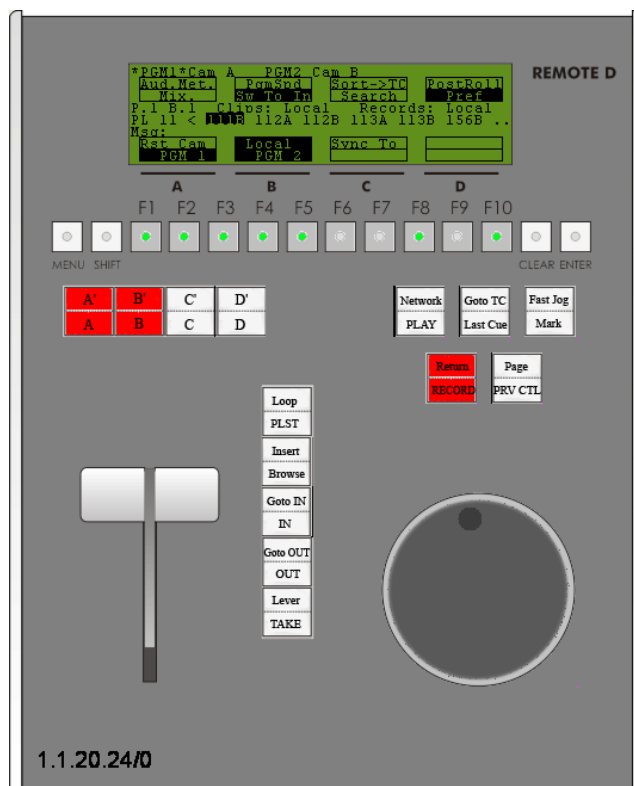 *PGM1*Cam A PGM2 Cam B
REMOTE D
Aud.Met. PgmSpd Sort->TC PostRoll
Mix. Sw To In Search Pref
P.1 B.1 Clips: Local Records: Local
PL 11 < 111B 112A 112B 113A 113B 156B ..
Msg:
Rst Cam Local Sync To
PGM 1 PGM 2
A B C D
F1 F2 F3 F4 F5 F6 F7 F8 F9 F10
MENU SHIFT CLEAR ENTER
A' B' C' D' Network Goto TC Fast Jog
A B C D PLAY Last Cue Mark
Return Page
RECORD PRV CTL
Loop
PLST
Insert
Browse
Goto IN
IN
Goto OUT
OUT
Lever
TAKE
1.1.20.24/0